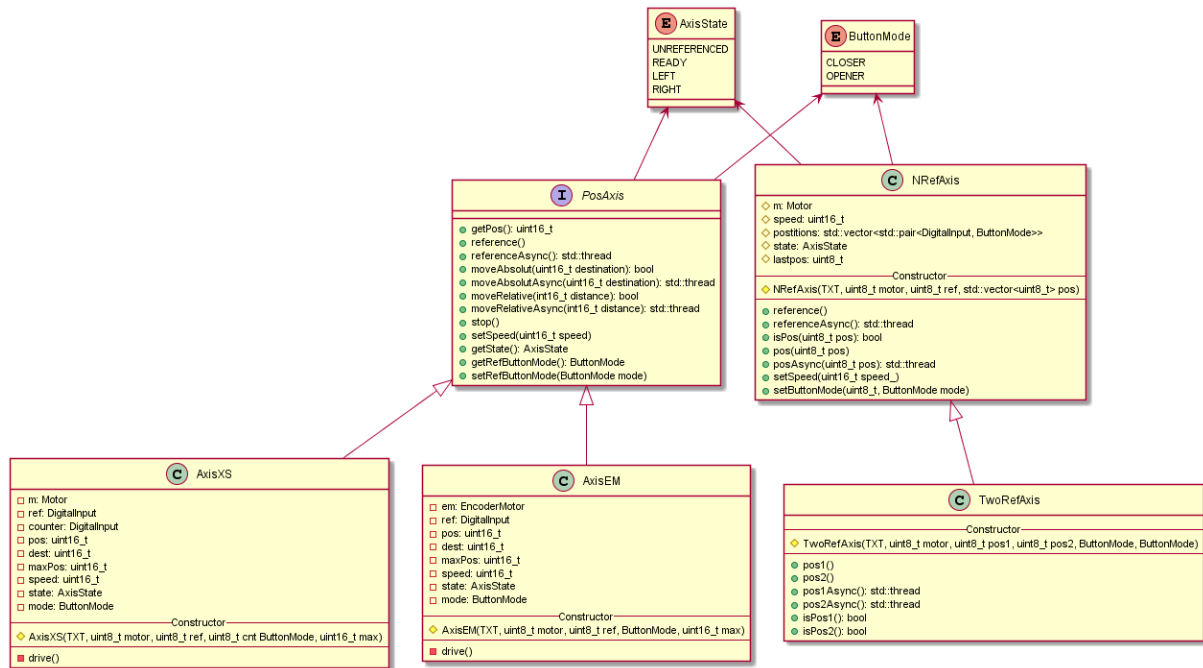 E AxisState
UNREFERENCED
READY
LEFT
RIGHT
E ButtonMode
CLOSER
OPENER
I PosAxis
getPos(): uint16_t
reference()
referenceAsync(): std::thread
moveAbsolut(uint16_t destination): bool
moveAbsolutAsync(uint16_t destination): std::thread
moveRelative(int16_t distance): bool
moveRelativeAsync(int16_t distance): std::thread
stop()
setSpeed(uint16_t speed)
getState(): AxisState
getRefButtonMode(): ButtonMode
setRefButtonMode(ButtonMode mode)
C NRefAxis
m: Motor
speed: uint16_t
postitions: std::vector<std::pair<DigitalInput, ButtonMode>>
state: AxisState
lastpos: uint8_t
Constructor
NRefAxis(TXT, uint8_t motor, uint8_t ref, std::vector<uint8_t> pos)
reference()
referenceAsync(): std::thread
isPos(uint8_t pos): bool
pos(uint8_t pos)
posAsync(uint8_t pos): std::thread
setSpeed(uint16_t speed_)
setButtonMode(uint8_t, ButtonMode mode)
C AxisXS
m: Motor
ref: DigitalInput
counter: DigitalInput
pos: uint16_t
dest: uint16_t
maxPos: uint16_t
speed: uint16_t
state: AxisState
mode: ButtonMode
Constructor
AxisXS(TXT, uint8_t motor, uint8_t ref, uint8_t cnt ButtonMode, uint16_t max)
drive()
C AxisEM
em: EncoderMotor
ref: DigitalInput
pos: uint16_t
dest: uint16_t
maxPos: uint16_t
speed: uint16_t
state: AxisState
mode: ButtonMode
Constructor
AxisEM(TXT, uint8_t motor, uint8_t ref, ButtonMode, uint16_t max)
drive()
C TwoRefAxis
Constructor
TwoRefAxis(TXT, uint8_t motor, uint8_t pos1, uint8_t pos2, ButtonMode, ButtonMode)
pos1()
pos2()
pos1Async(): std::thread
pos2Async(): std::thread
isPos1(): bool
isPos2(): bool